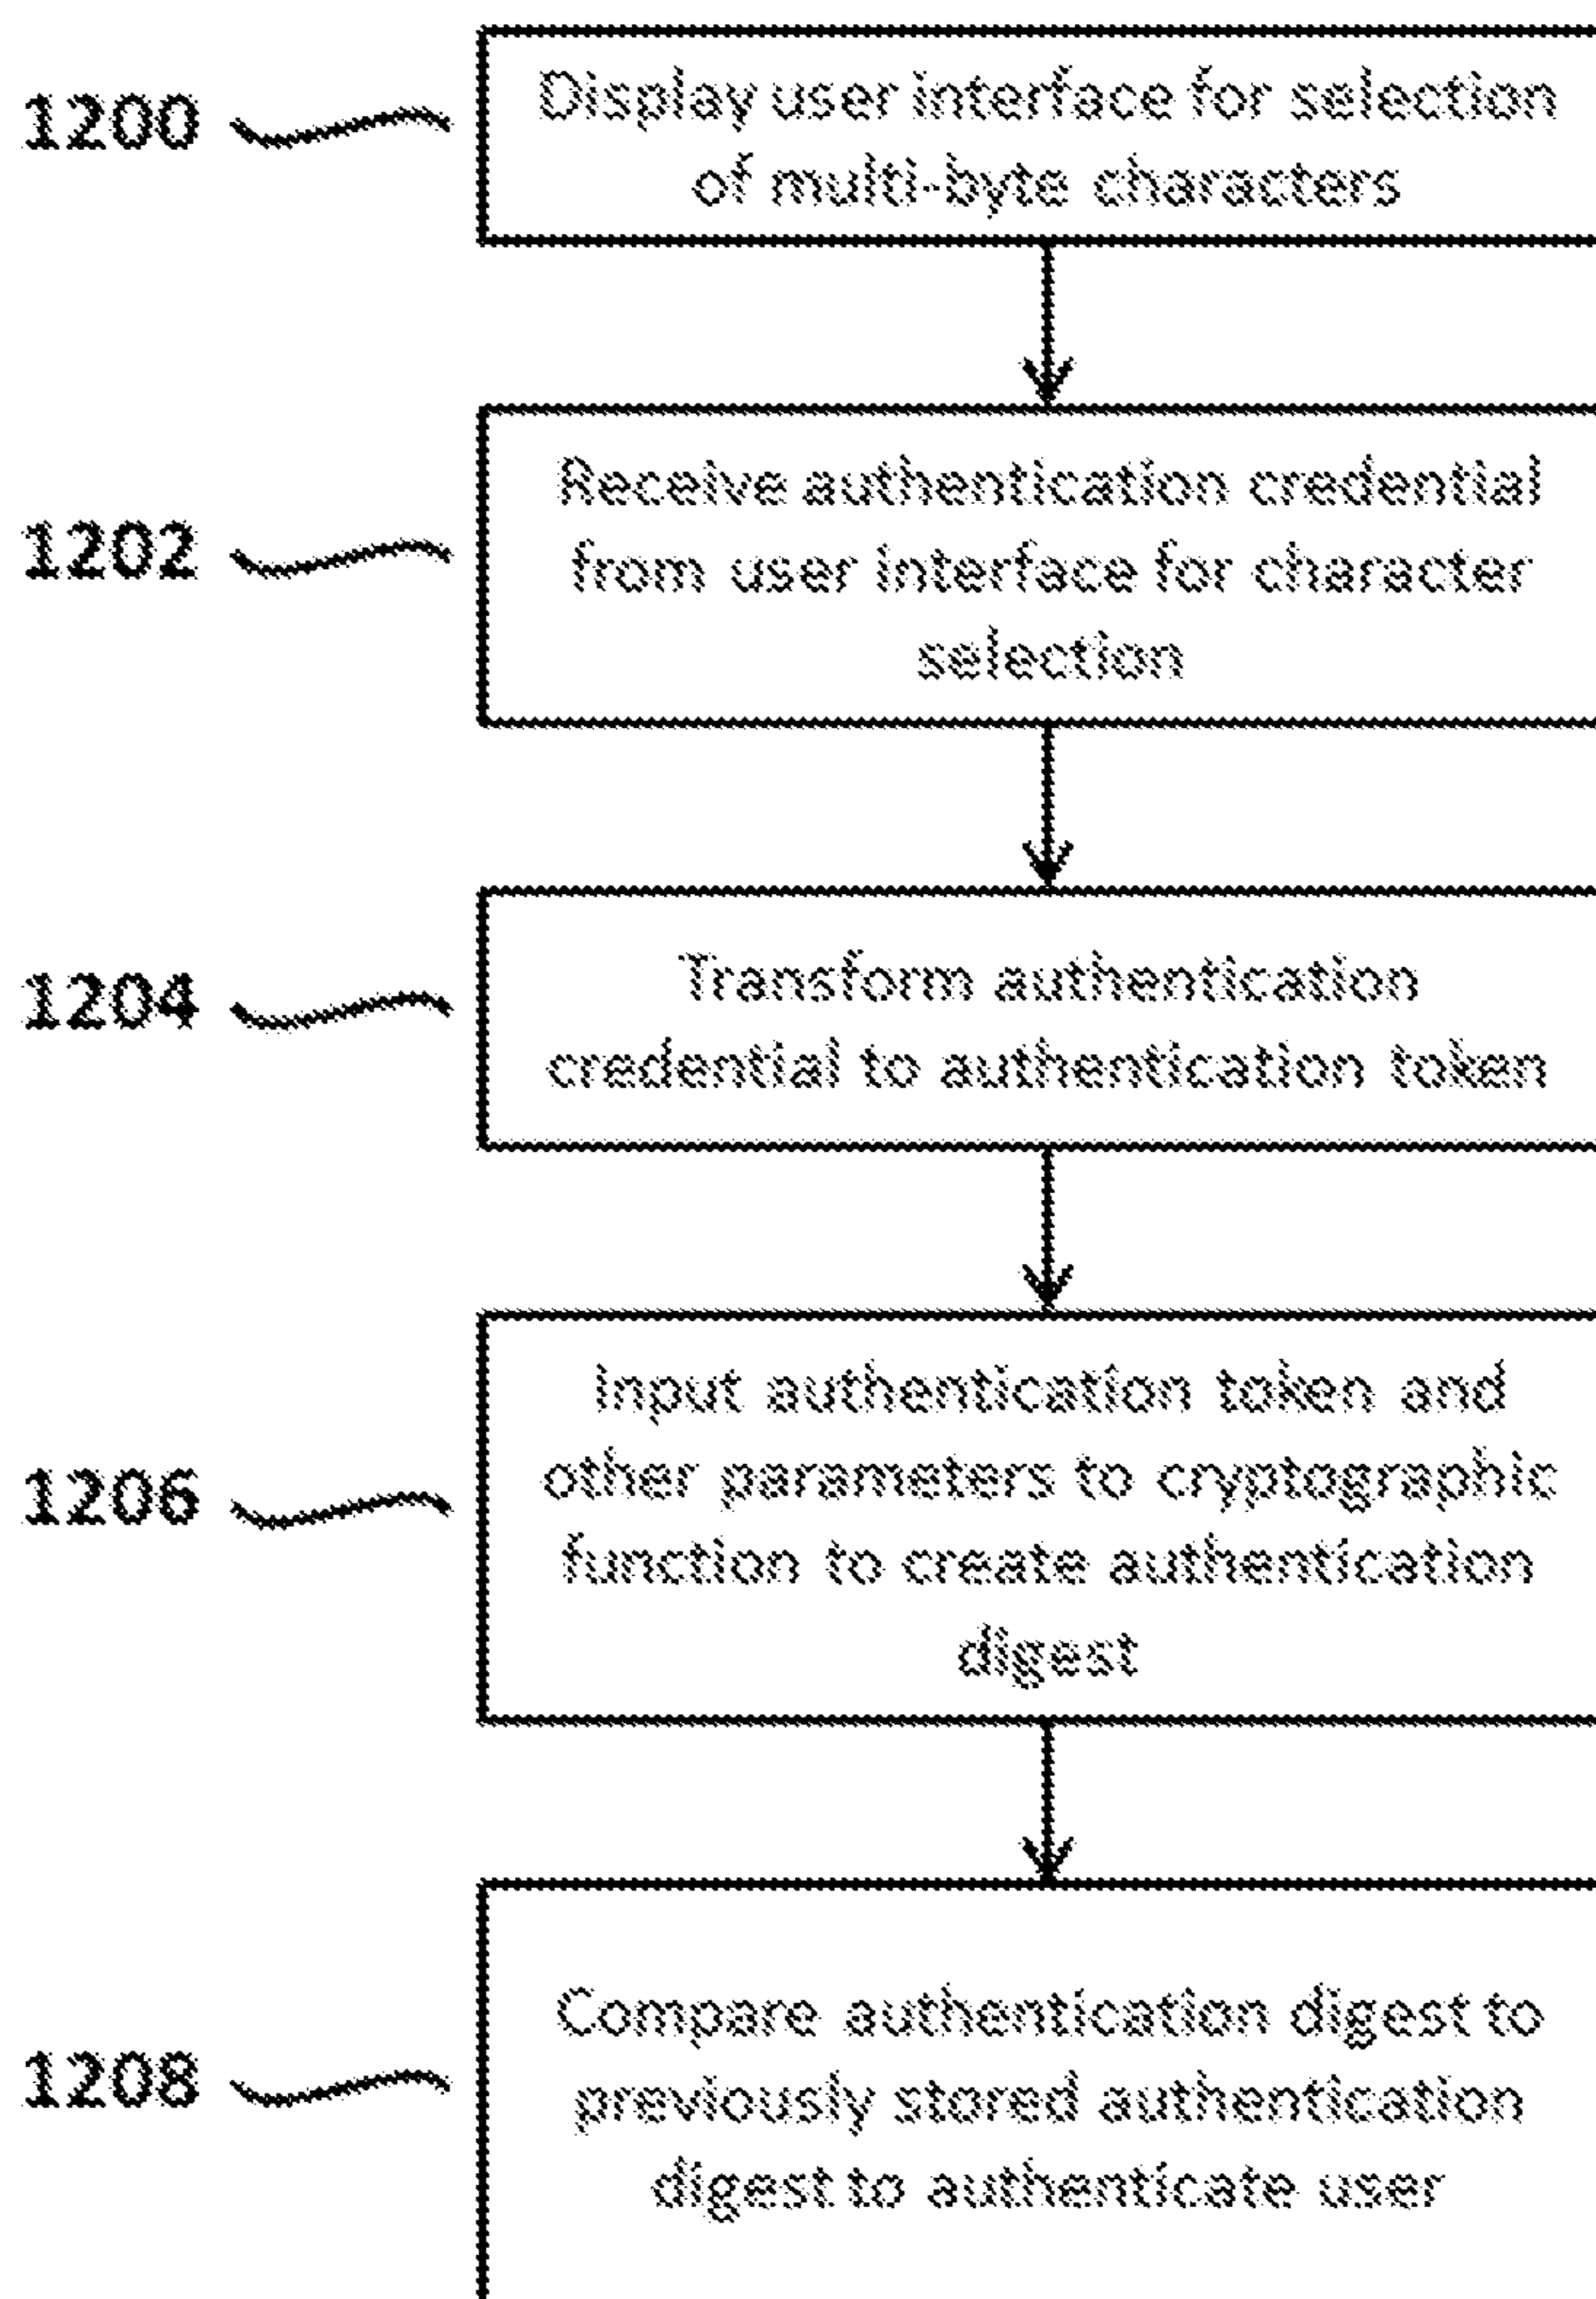 1200
Display user interface for selection
of multi-byte characters
1202
Receive authentication credential
from user interface for character
selection
1204
Transform authentication
credential to authentication token
1206
Input authentication token and
other parameters to cryptographic
function to create authentication
digest
1208
Compare authentication digest to
previously stored authentication
digest to authenticate user